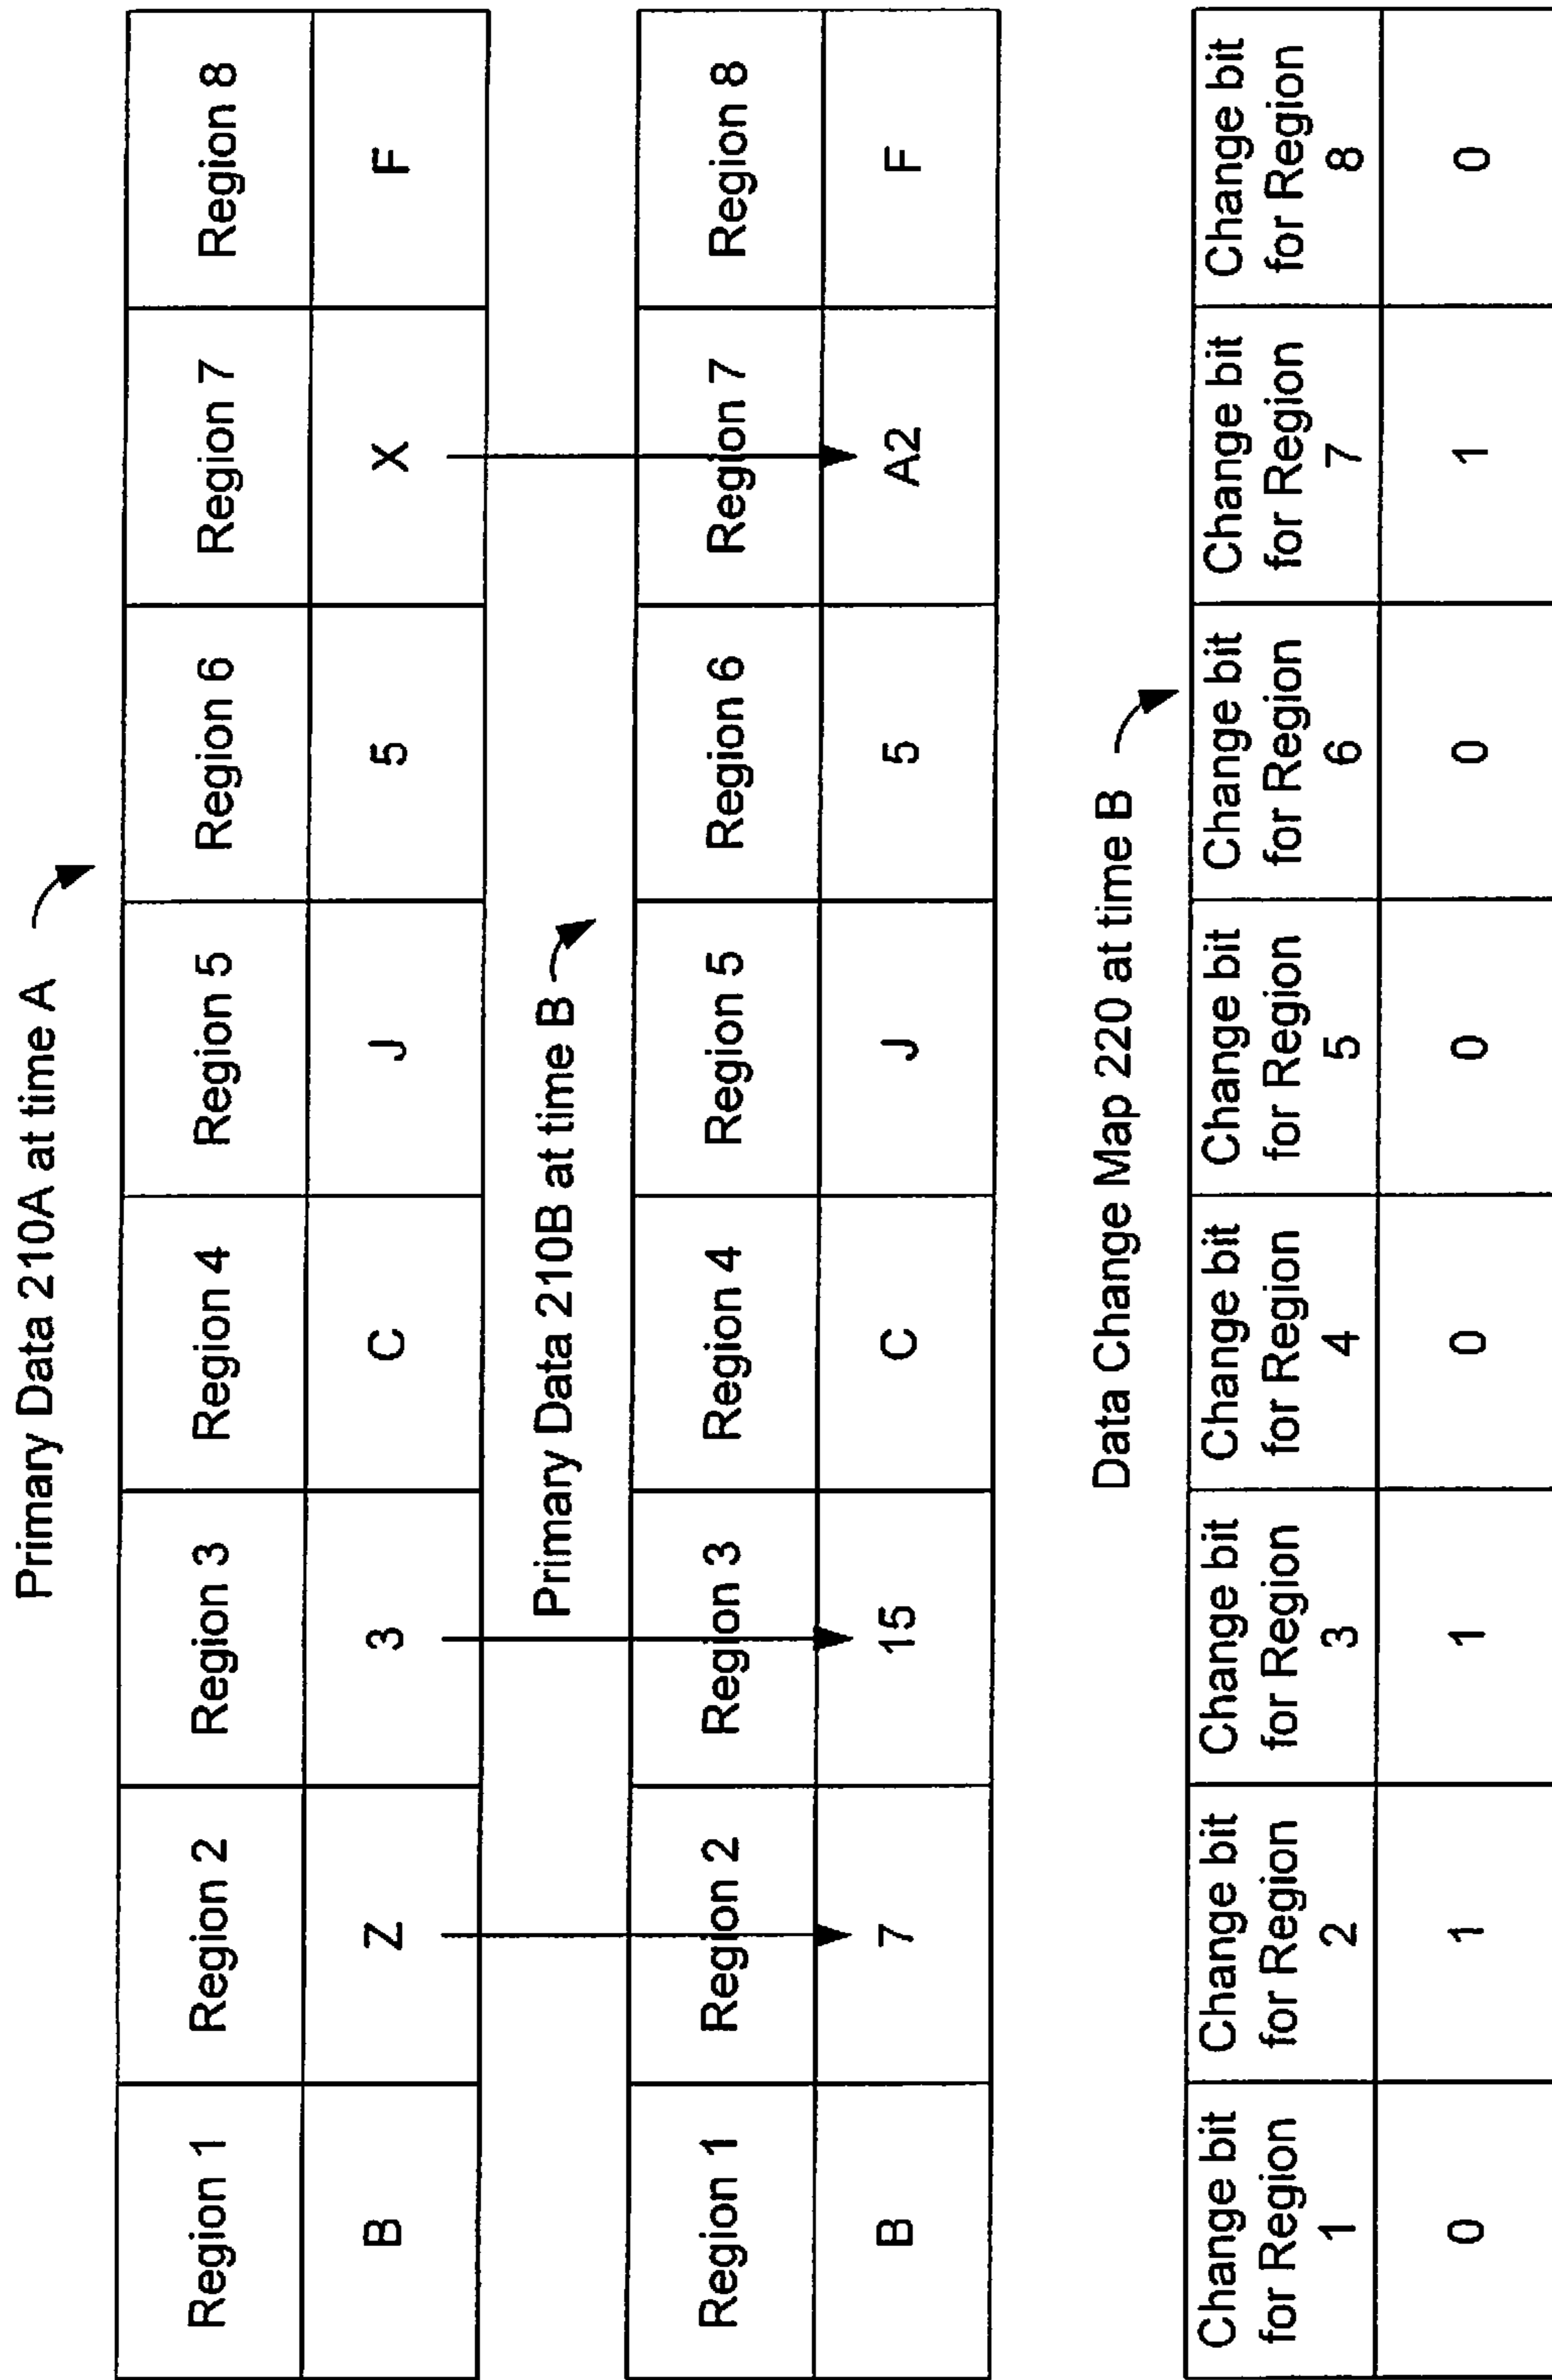 Primary Data 210A at time A
Region 1 Region 2 Region 3 Region 4 Region 5 Region 6 Region 7 Region 8
B Z 3 C J 5 X F
Primary Data 210B at time B
Region 1 Region 2 Region 3 Region 4 Region 5 Region 6 Region 7 Region 8
B 7 15 C J 5 A2 F
Data Change Map 220 at time B
Change bit Change bit Change bit Change bit Change bit Change bit Change bit Change bit
for Region for Region for Region for Region for Region for Region for Region for Region
1 2 3 4 5 6 7 8
0 1 1 0 0 0 1 0